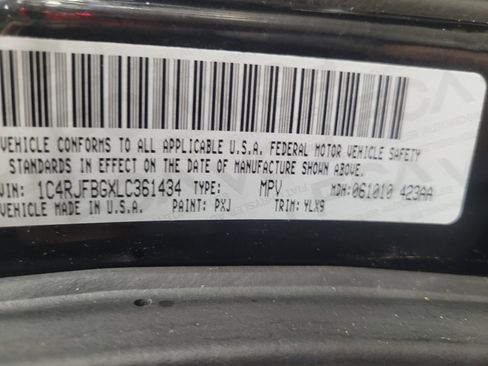 VEHICLE CONFORMS TO ALL APPLICABLE U.S.A. FEDERAL MOTOR VEHICLE SAFETY
STANDARDS IN EFFECT ON THE DATE OF MANUFACTURE SHOWN ABOVE.
VIN: 1C4RJFBGXLC361434 TYPE: MPV MDH: 061010 423AA
VEHICLE MADE IN U.S.A. PAINT: PXJ TRIM: YLX9